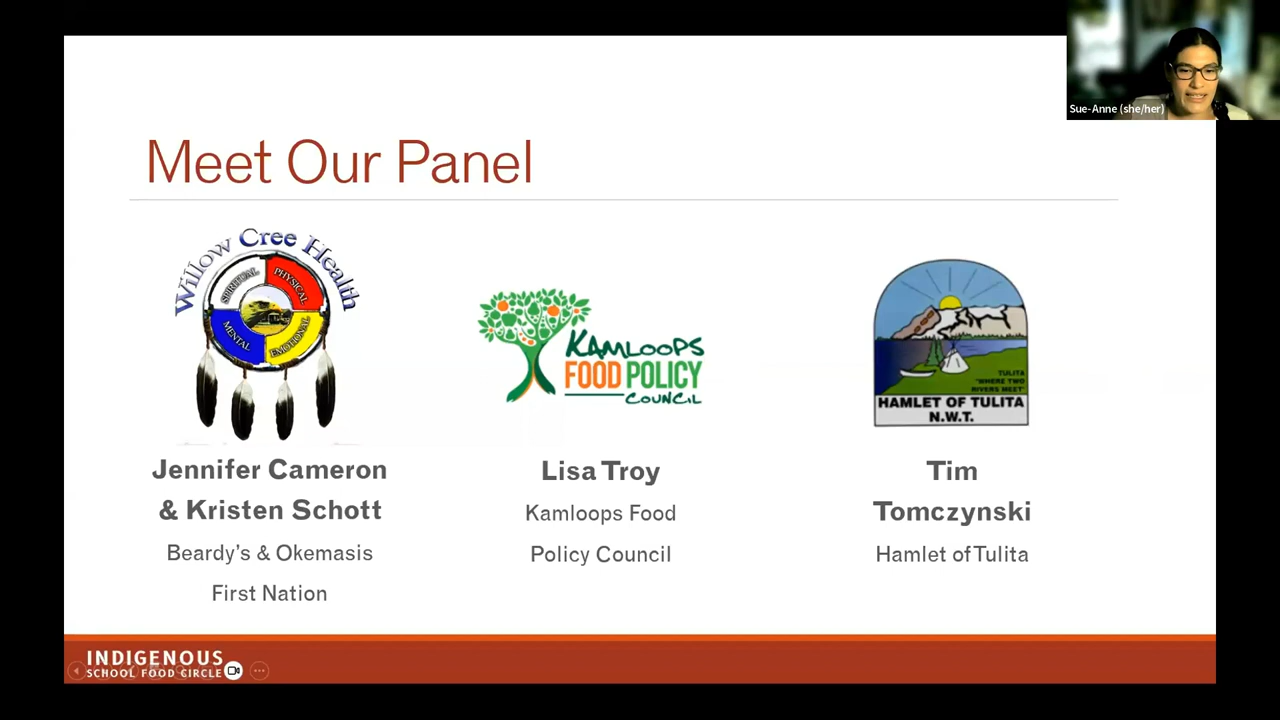 Sue-Anne (she/her)
Meet Our Panel
Willow Cree Health
SPIRITUAL
PHYSICAL
MENTAL
EMOTIONAL
KAMLOOPS
FOOD POLICY
COUNCIL
TULITA
"WHERE TWO
RIVERS MEET"
HAMLET OF TULITA
N.W.T.
Jennifer Cameron
& Kristen Schott
Beardy's & Okemasis
First Nation
Lisa Troy
Kamloops Food
Policy Council
Tim
Tomczynski
Hamlet of Tulita
INDIGENOUS
SCHOOL FOOD CIRCLE